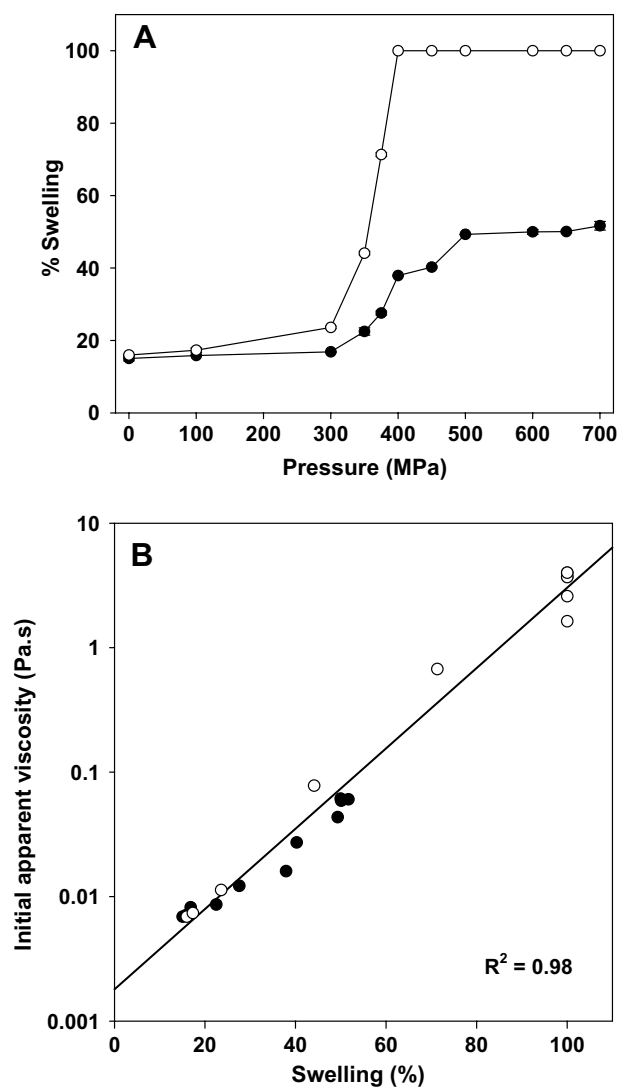 A
100
80
60
40
20
0
% Swelling
0 100 200 300 400 500 600 700
Pressure (MPa)
B
10
1
0.1
0.01
0.001
Initial apparent viscosity (Pa.s)
R² = 0.98
0 20 40 60 80 100
Swelling (%)